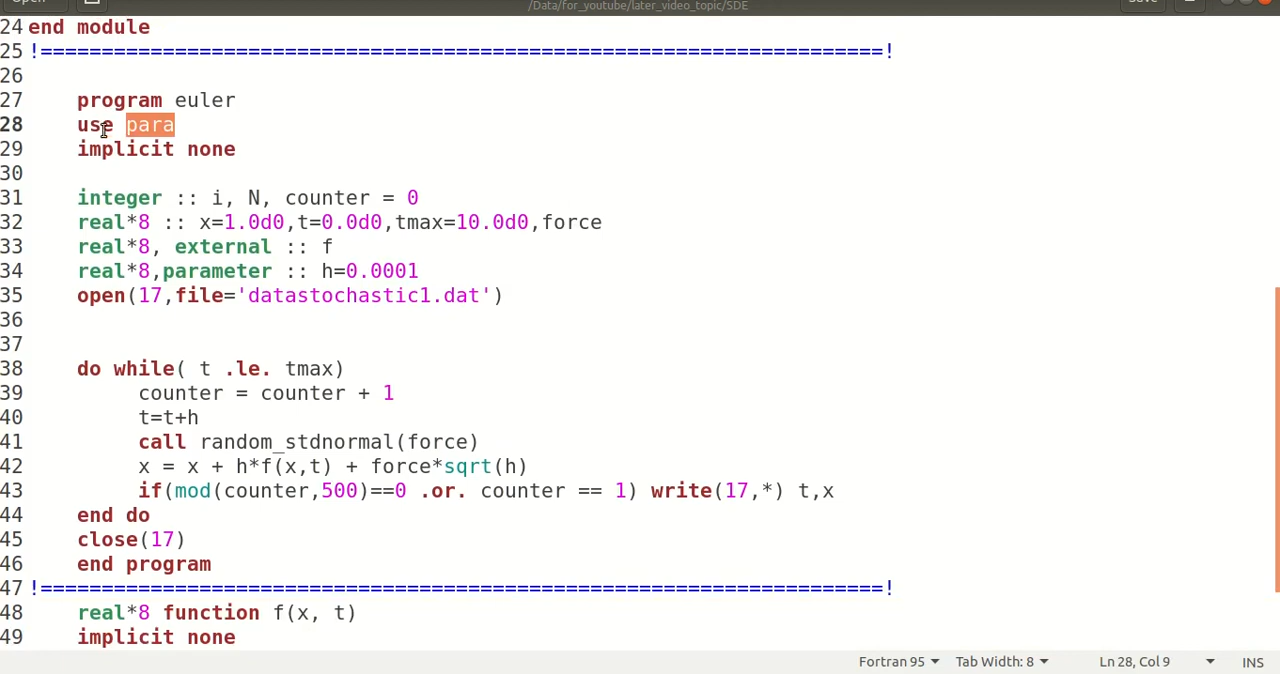 /Data/for_youtube/later_video_topic/SDE
24 end module
25 !=====================================================================!
26
27 program euler
28 use para
29 implicit none
30
31 integer :: i, N, counter = 0
32 real*8 :: x=1.0d0,t=0.0d0,tmax=10.0d0,force
33 real*8, external :: f
34 real*8,parameter :: h=0.0001
35 open(17,file='datastochastic1.dat')
36
37
38 do while( t .le. tmax)
39 counter = counter + 1
40 t=t+h
41 call random_stdnormal(force)
42 x = x + h*f(x,t) + force*sqrt(h)
43 if(mod(counter,500)==0 .or. counter == 1) write(17,*) t,x
44 end do
45 close(17)
46 end program
47 !=====================================================================!
48 real*8 function f(x, t)
49 implicit none
Fortran 95 Tab Width: 8 Ln 28, Col 9 INS